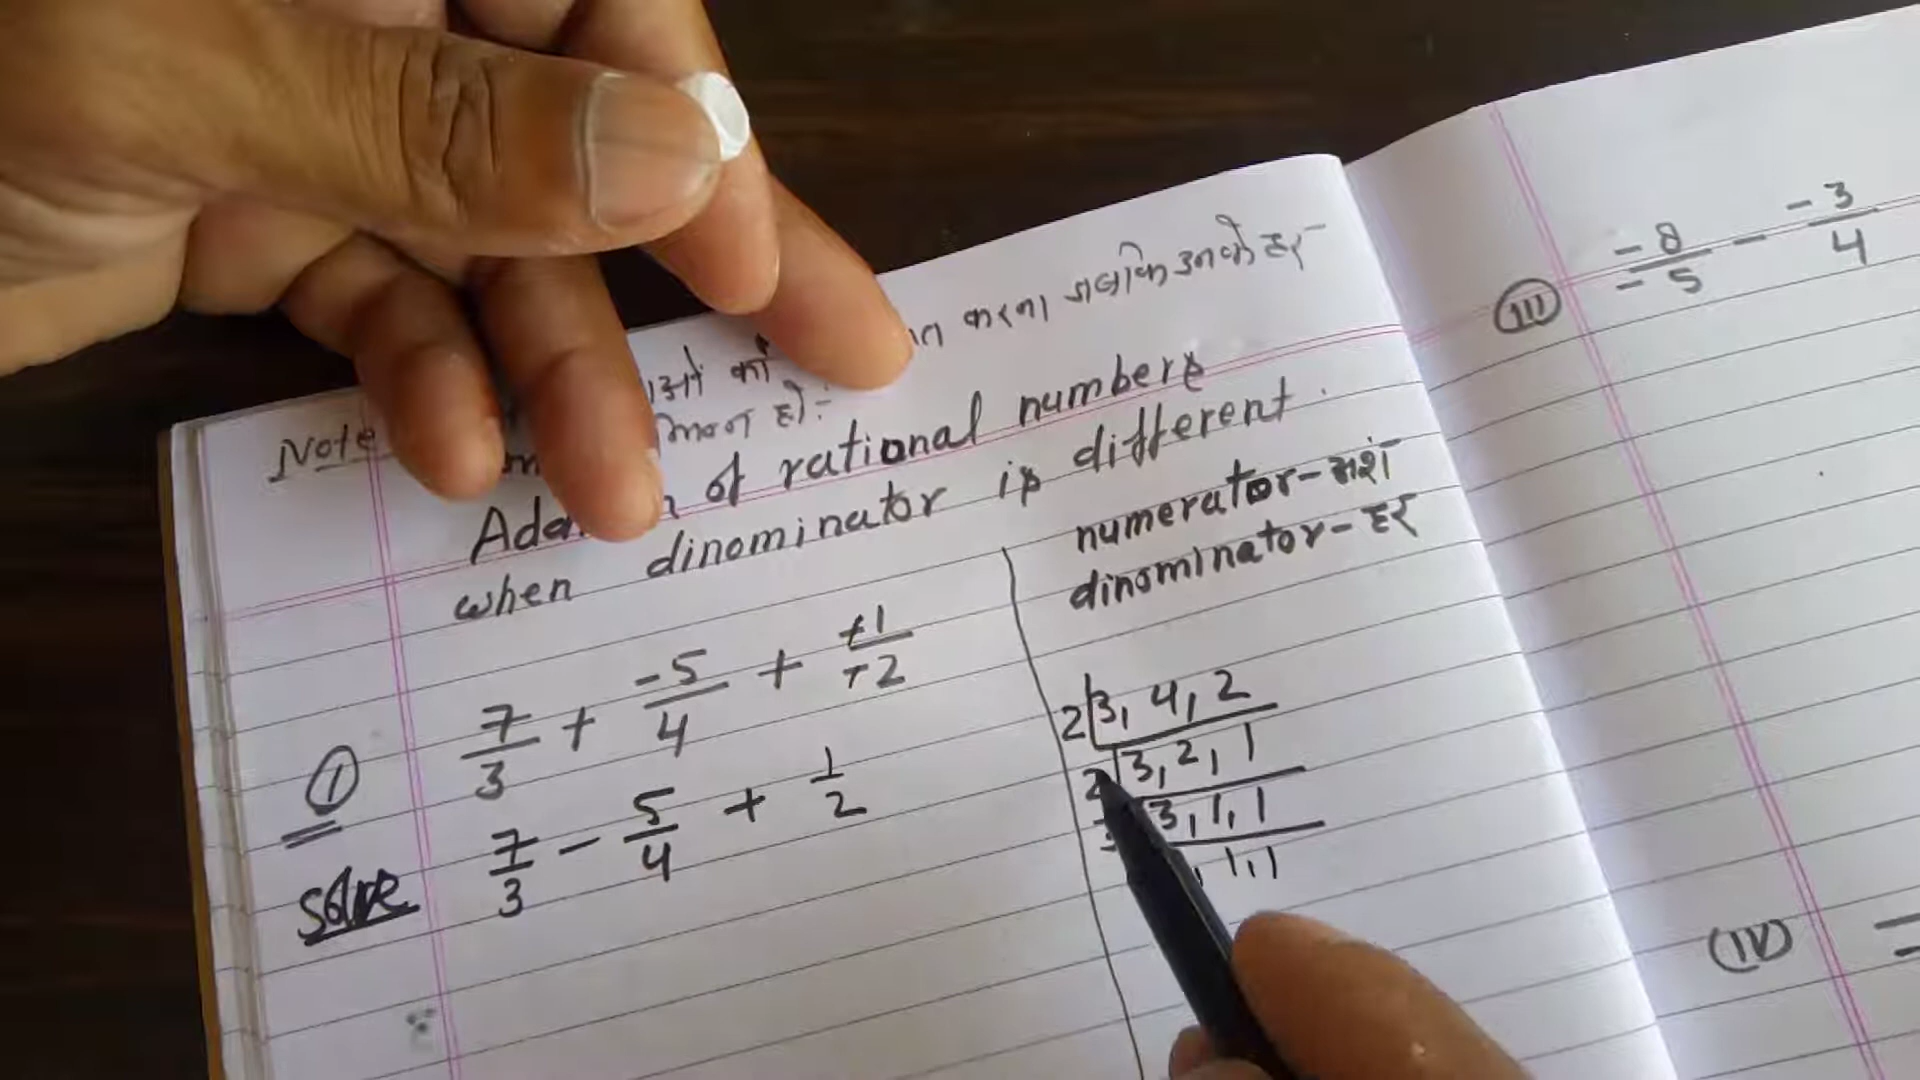 Note
करना जबकि उनके हर
को
हो:-
of rational numbers
when dinominator is different.
numerator-अंश
dinominator-हर
① 7/3 + -5/4 + +1/+2
Solve 7/3 - 5/4 + 1/2
2|3, 4, 2
2|3, 2, 1
3, 1, 1
1, 1
(III) -8/-5 - -3/4
(IV)